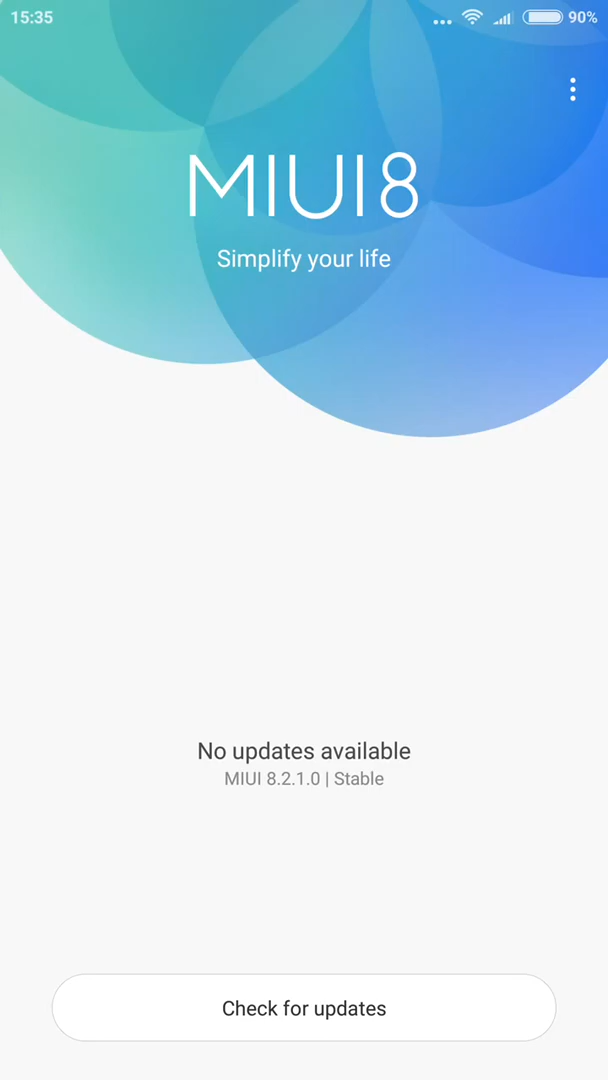 15:35
... 90%
MIUI8
Simplify your life
No updates available
MIUI 8.2.1.0 | Stable
Check for updates